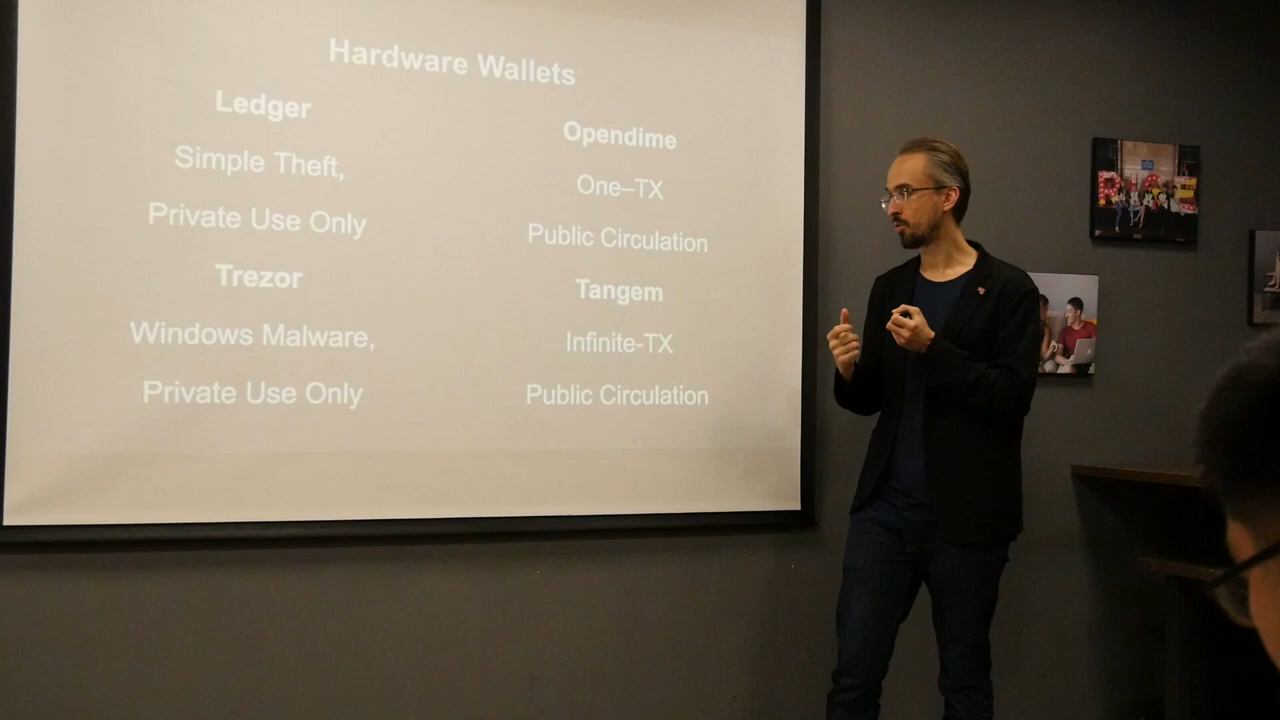 Hardware Wallets
Ledger
Simple Theft,
Private Use Only
Trezor
Windows Malware,
Private Use Only
Opendime
One–TX
Public Circulation
Tangem
Infinite-TX
Public Circulation